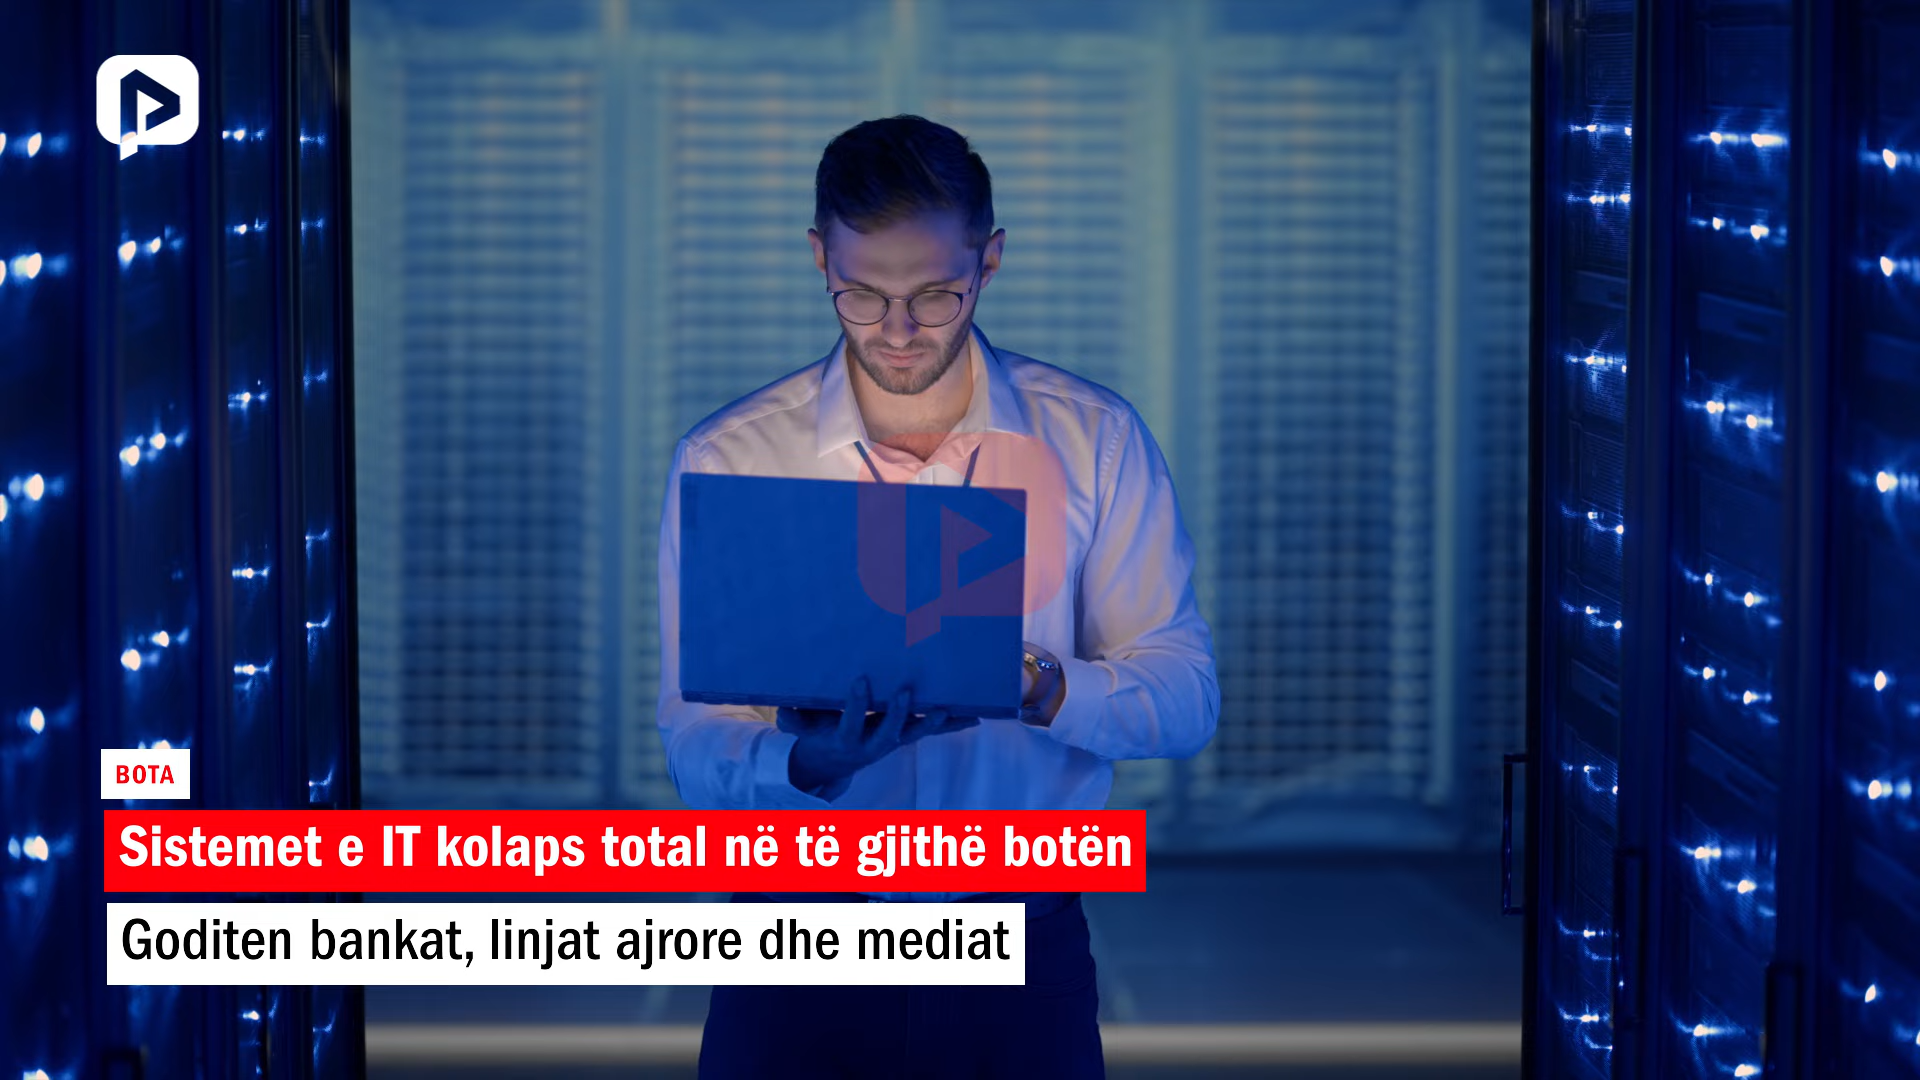 BOTA
Sistemet e IT kolaps total në të gjithë botën
Goditen bankat, linjat ajrore dhe mediat